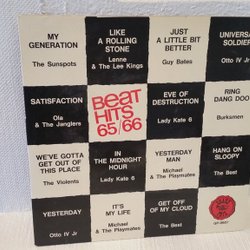 MY
GENERATION
The Sunspots
LIKE
A ROLLING
STONE
Lenne
& The Lee Kings
JUST
A LITTLE BIT
BETTER
Guy Bates
UNIVERSAL
SOLDIER
Otto IV Jr
SATISFACTION
Ola
& The Janglers
BEAT
HITS
65/
/66
EVE OF
DESTRUCTION
Lady Kate 6
RING
DANG DOO
Burksmen
WE'VE GOTTA
GET OUT OF
THIS PLACE
The Violents
IN
THE MIDNIGHT
HOUR
Lady Kate 6
YESTERDAY
MAN
Michael
& The Playmates
HANG ON
SLOOPY
The Best
YESTERDAY
Otto IV Jr
IT'S
MY LIFE
Michael
& The Playmates
GET OFF
OF MY CLOUD
The Best